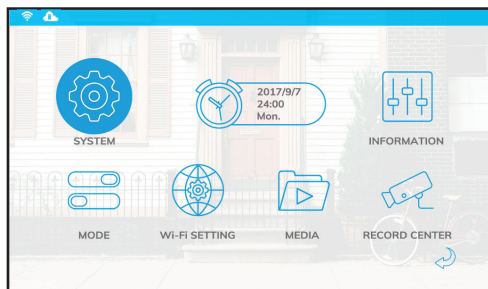 2017/9/7
24:00
Mon.
SYSTEM
INFORMATION
MODE
Wi-Fi SETTING
MEDIA
RECORD CENTER